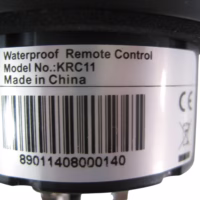 Waterproof Remote Control
Model No.:KRC11
Made in China
CE
89011408000140